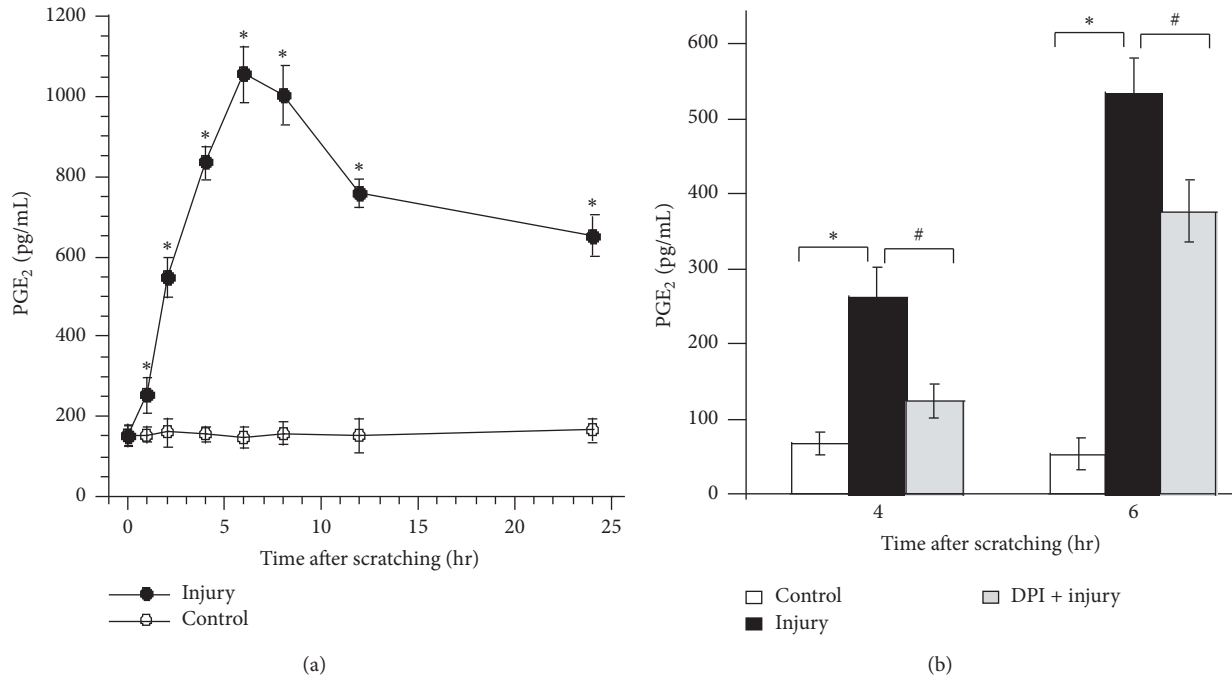 1200
1000
800
600
400
200
0
PGE2 (pg/mL)
*
*
*
*
*
*
*
0 5 10 15 20 25
Time after scratching (hr)
Injury
Control
(a)
600
500
400
300
200
100
0
PGE2 (pg/mL)
* #
* #
4 6
Time after scratching (hr)
Control DPI + injury
Injury
(b)